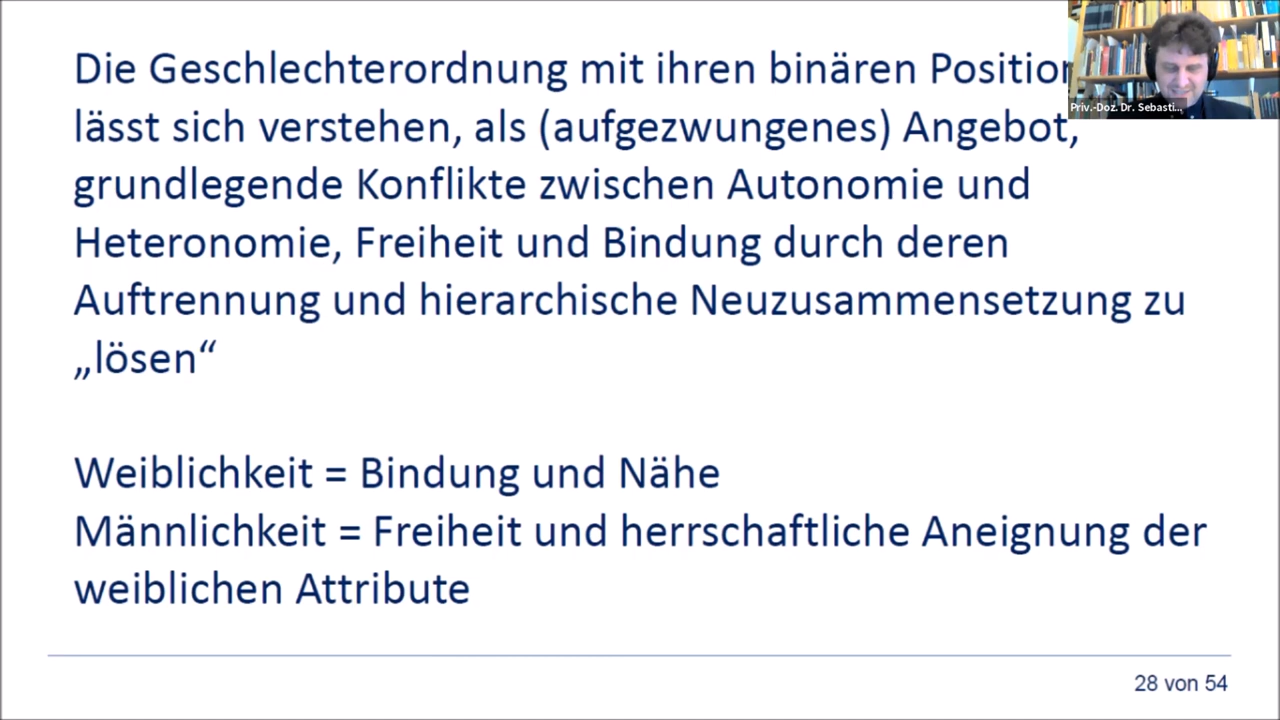 Die Geschlechterordnung mit ihren binären Position
lässt sich verstehen, als (aufgezwungenes) Angebot,
grundlegende Konflikte zwischen Autonomie und
Heteronomie, Freiheit und Bindung durch deren
Auftrennung und hierarchische Neuzusammensetzung zu
„lösen“
Weiblichkeit = Bindung und Nähe
Männlichkeit = Freiheit und herrschaftliche Aneignung der
weiblichen Attribute
28 von 54
Priv.-Doz. Dr. Sebasti...